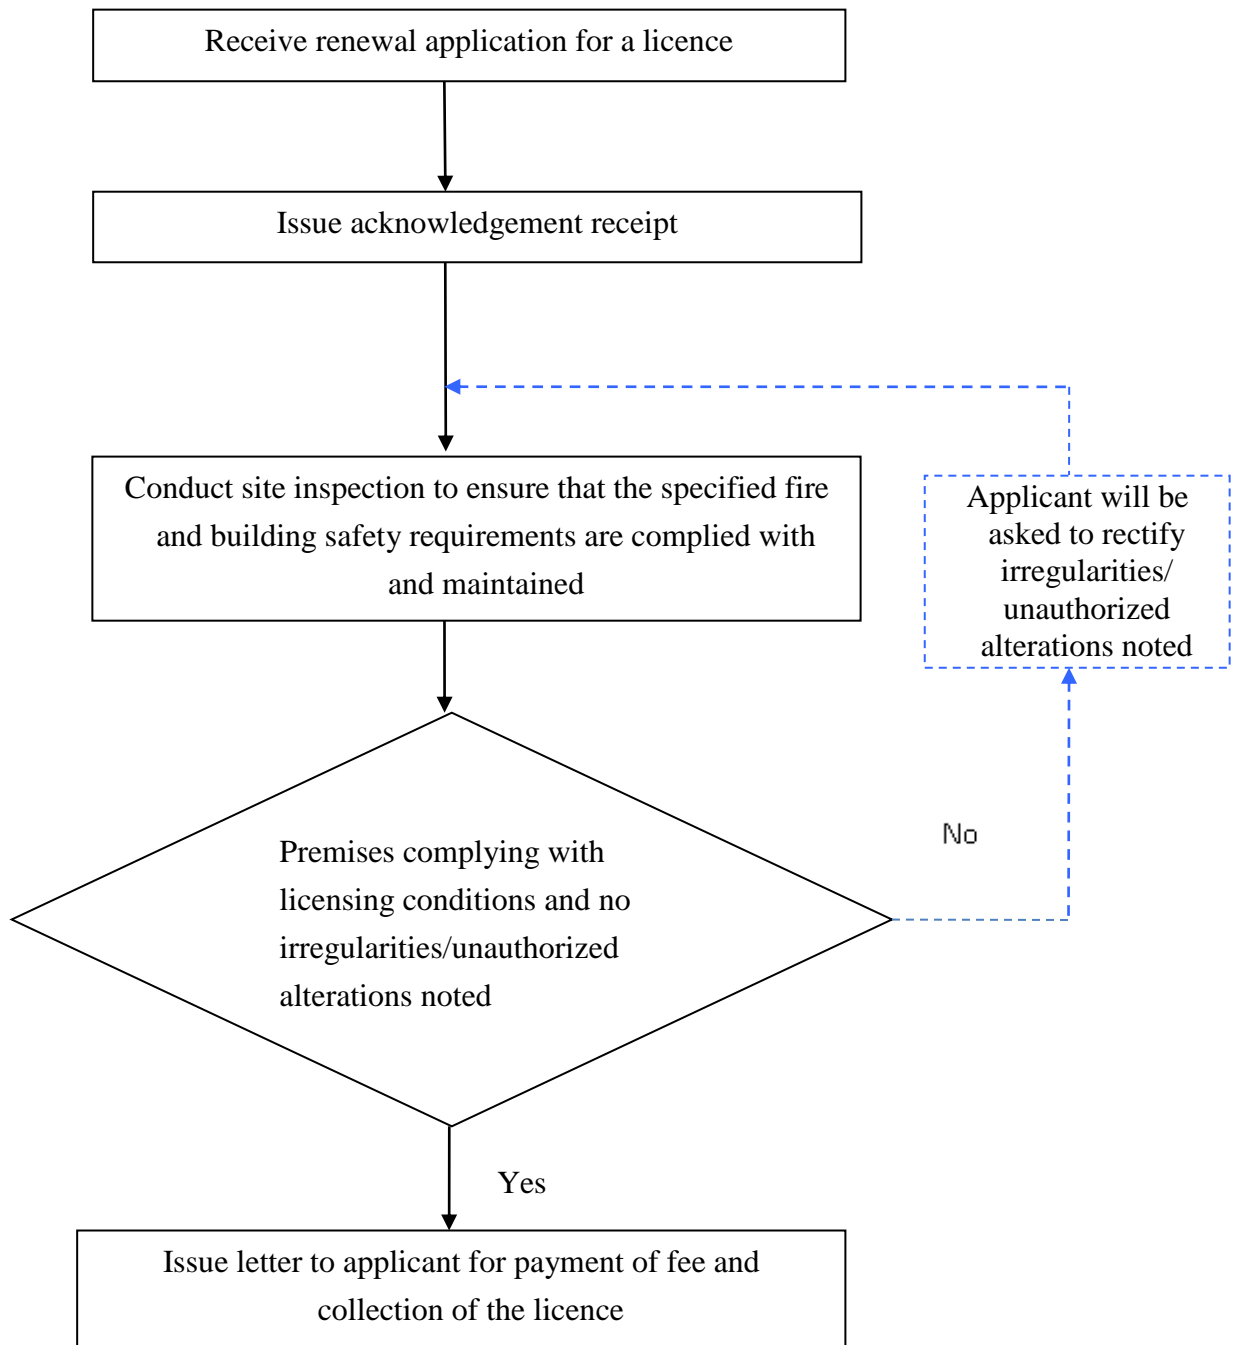 Receive renewal application for a licence
Issue acknowledgement receipt
Conduct site inspection to ensure that the specified fire
and building safety requirements are complied with
and maintained
Applicant will be
asked to rectify
irregularities/
unauthorized
alterations noted
No
Premises complying with
licensing conditions and no
irregularities/unauthorized
alterations noted
Yes
Issue letter to applicant for payment of fee and
collection of the licence